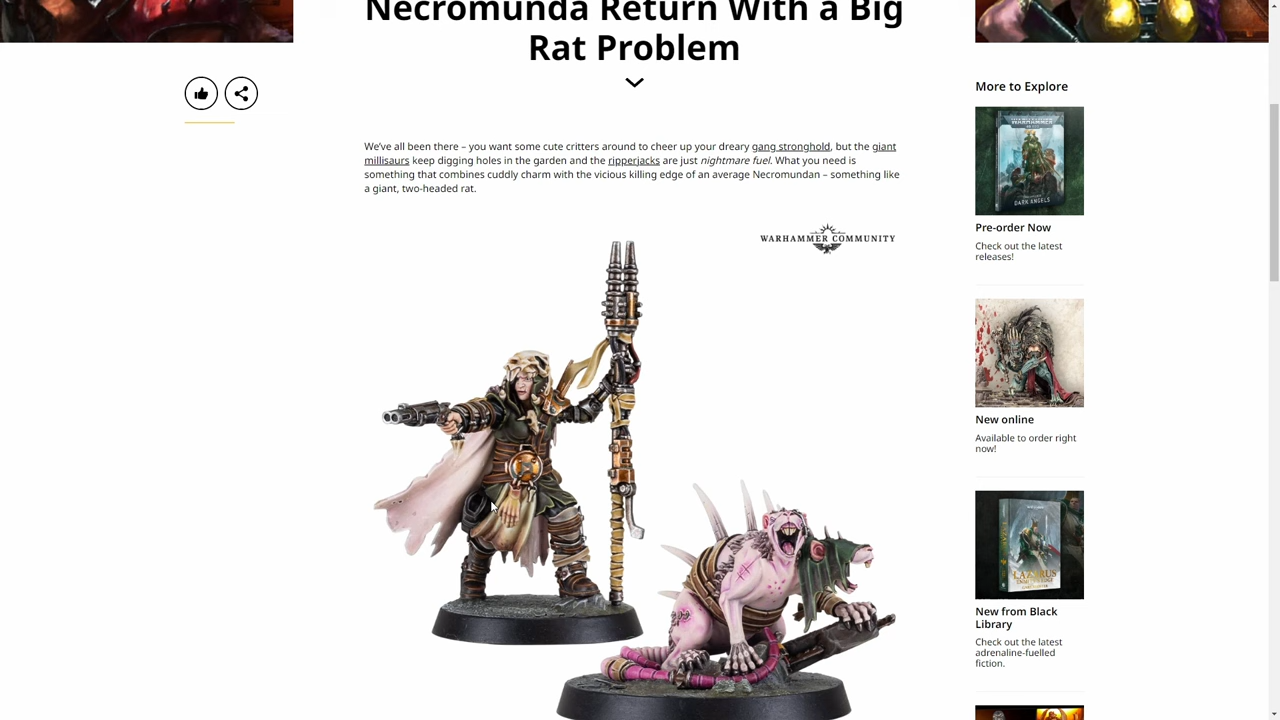 Necromunda Return With a Big
Rat Problem
We’ve all been there – you want some cute critters around to cheer up your dreary gang stronghold, but the giant
millisaurs keep digging holes in the garden and the ripperjacks are just nightmare fuel. What you need is
something that combines cuddly charm with the vicious killing edge of an average Necromundan – something like
a giant, two-headed rat.
WARHAMMER COMMUNITY
More to Explore
WARHAMMER
DARK ANGELS
Pre-order Now
Check out the latest
releases!
New online
Available to order right
now!
LAZARUS
New from Black
Library
Check out the latest
adrenaline-fuelled
fiction.